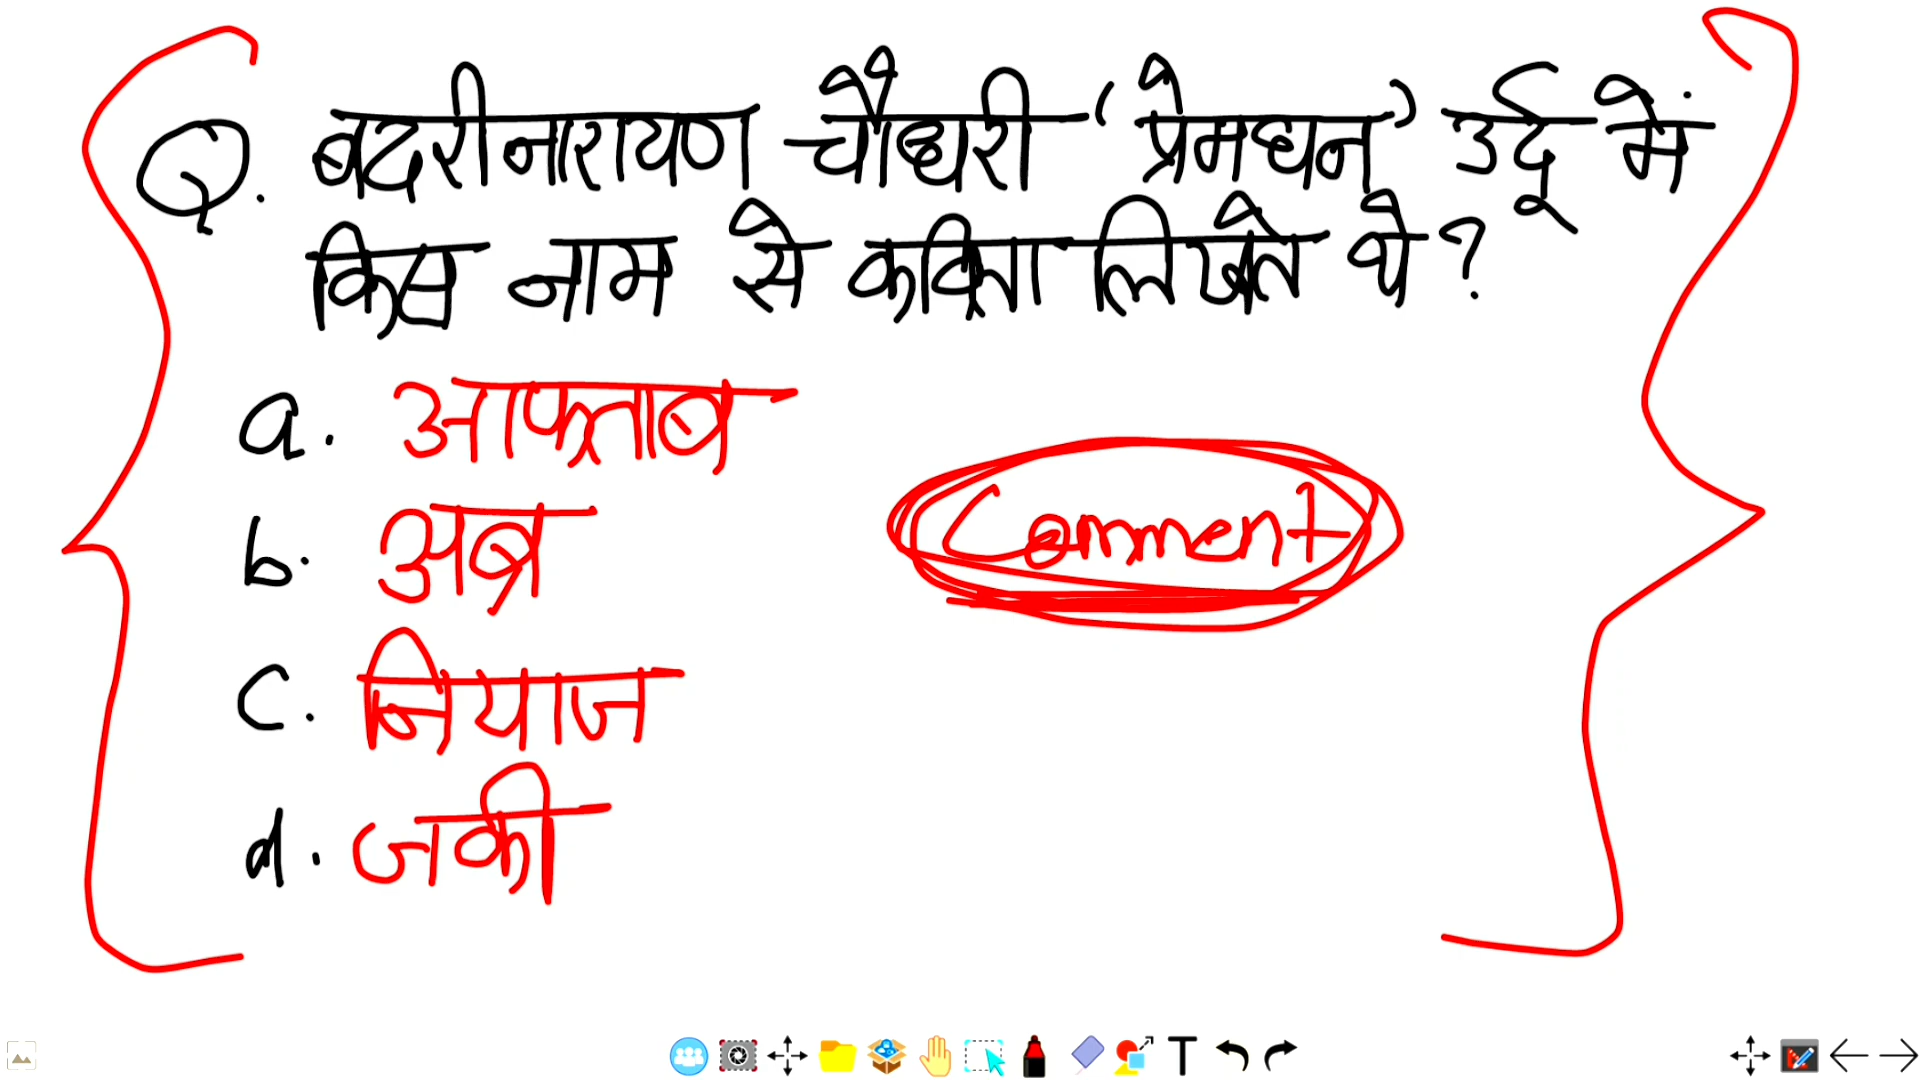 Q. बदरीनारायण चौधरी 'प्रेमघन' उर्दू में
किस नाम से कविता लिखते थे?
a. आफताब
b. अब्र
Comment
c. नियाज
d. जकी
T